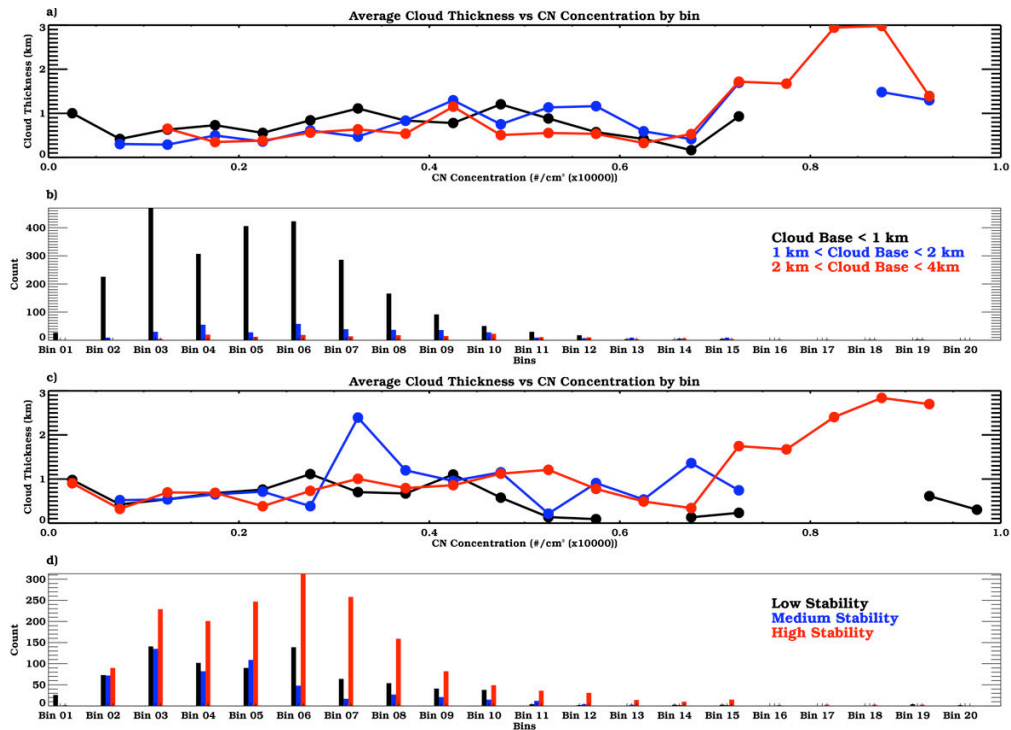 a)
Average Cloud Thickness vs CN Concentration by bin
Cloud Thickness (km)
3
2
1
0
0.0 0.2 0.4 0.6 0.8 1.0
CN Concentration (#/cm³ (x10000))
b)
Count
400
300
200
100
0
Cloud Base < 1 km
1 km < Cloud Base < 2 km
2 km < Cloud Base < 4km
Bin 01 Bin 02 Bin 03 Bin 04 Bin 05 Bin 06 Bin 07 Bin 08 Bin 09 Bin 10 Bin 11 Bin 12 Bin 13 Bin 14 Bin 15 Bin 16 Bin 17 Bin 18 Bin 19 Bin 20
Bins
c)
Average Cloud Thickness vs CN Concentration by bin
Cloud Thickness (km)
3
2
1
0
0.0 0.2 0.4 0.6 0.8 1.0
CN Concentration (#/cm³ (x10000))
d)
Count
300
250
200
150
100
50
0
Low Stability
Medium Stability
High Stability
Bin 01 Bin 02 Bin 03 Bin 04 Bin 05 Bin 06 Bin 07 Bin 08 Bin 09 Bin 10 Bin 11 Bin 12 Bin 13 Bin 14 Bin 15 Bin 16 Bin 17 Bin 18 Bin 19 Bin 20
Bins